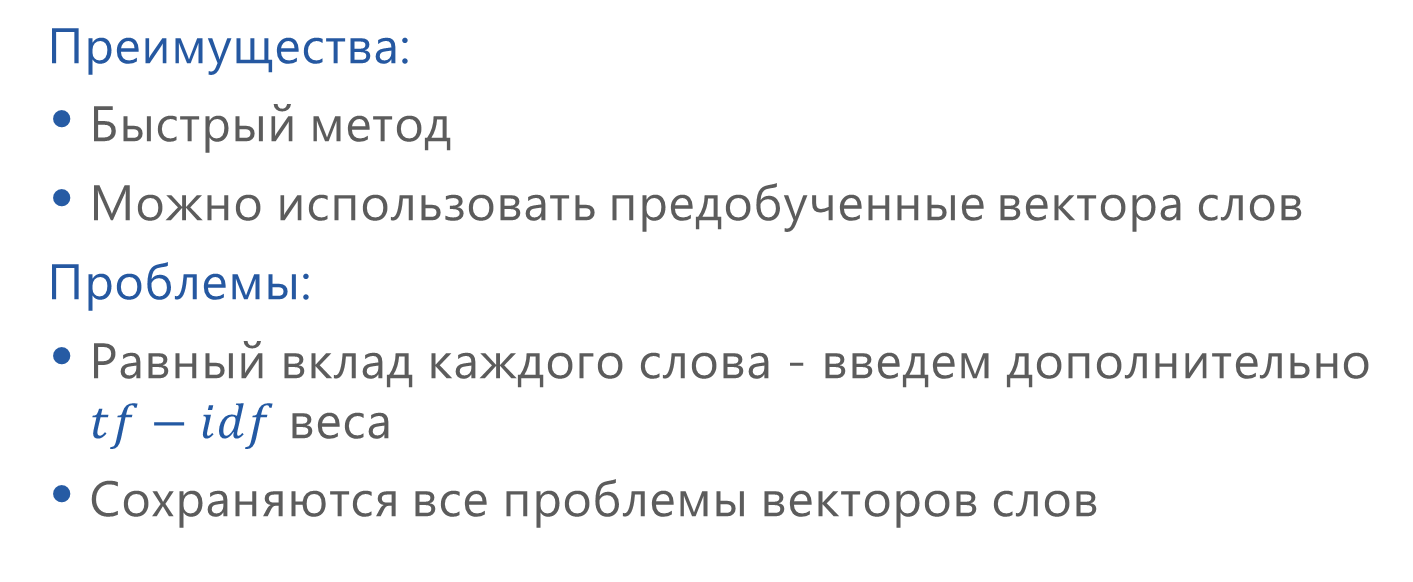 Преимущества:
• Быстрый метод
• Можно использовать предобученные вектора слов
Проблемы:
• Равный вклад каждого слова - введем дополнительно
tf − idf веса
• Сохраняются все проблемы векторов слов